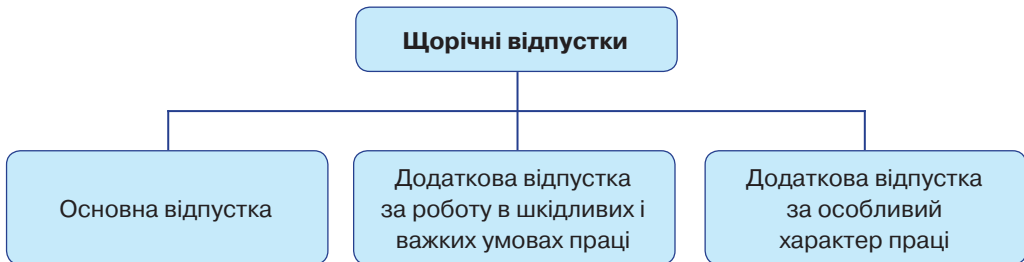 Щорічні відпустки
Основна відпустка
Додаткова відпустка
за роботу в шкідливих і
важких умовах праці
Додаткова відпустка
за особливий
характер праці